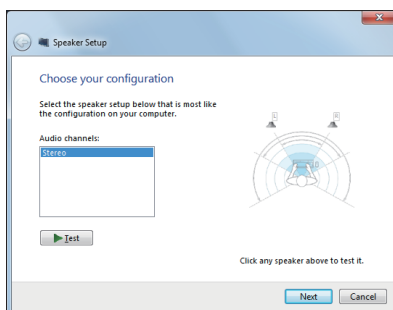 Speaker Setup
Choose your configuration
Select the speaker setup below that is most like
the configuration on your computer.
Audio channels:
Stereo
L
R
Test
Click any speaker above to test it.
Next
Cancel